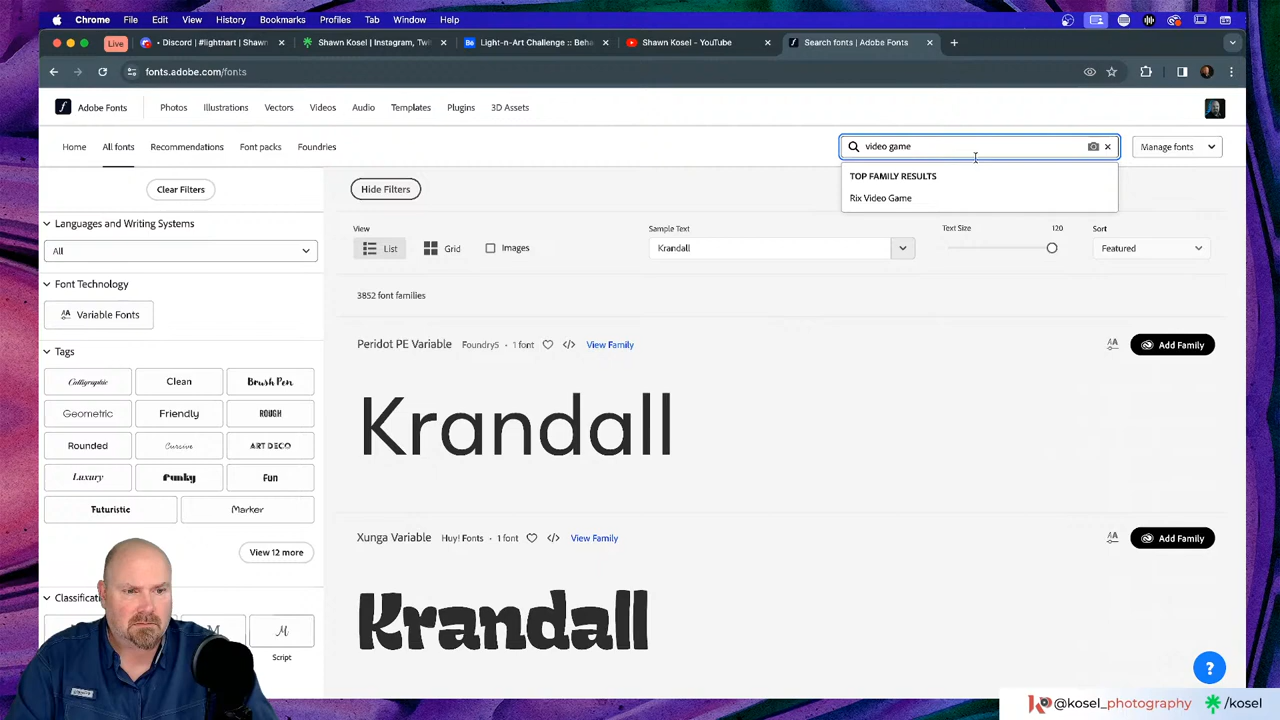 Chrome File Edit View History Bookmarks Profiles Tab Window Help
Live Discord | #lightnart | Shawn Shawn Kosel | Instagram, Twi Light-n-Art Challenge :: Beha Shawn Kosel - YouTube Search fonts | Adobe Fonts
fonts.adobe.com/fonts
Adobe Fonts Photos Illustrations Vectors Videos Audio Templates Plugins 3D Assets
Home All fonts Recommendations Font packs Foundries video game Manage fonts
TOP FAMILY RESULTS
Rix Video Game
Clear Filters Hide Filters
Languages and Writing Systems
All
Font Technology
Variable Fonts
Tags
Calligraphic Clean Brush Pen
Geometric Friendly ROUGH
Rounded Cursive ART DECO
Luxury Funky Fun
Futuristic Marker
View 12 more
Script
View Sample Text Text Size 120 Sort
List Grid Images Krandall Featured
3852 font families
Peridot PE Variable Foundry5 · 1 font </> View Family Add Family
Krandall
Xunga Variable Huy! Fonts · 1 font </> View Family Add Family
Krandall
?
@kosel_photography /kosel